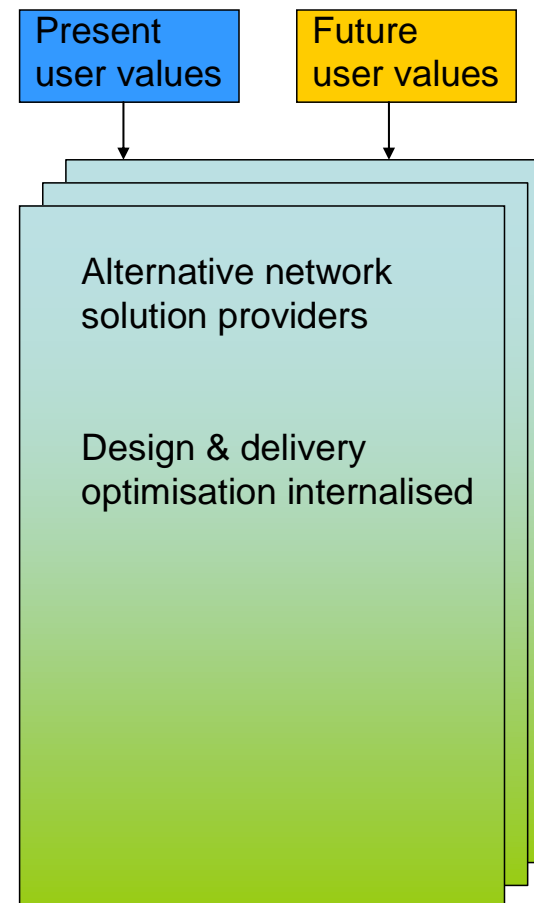 Present
user values
Future
user values
Alternative network
solution providers
Design & delivery
optimisation internalised